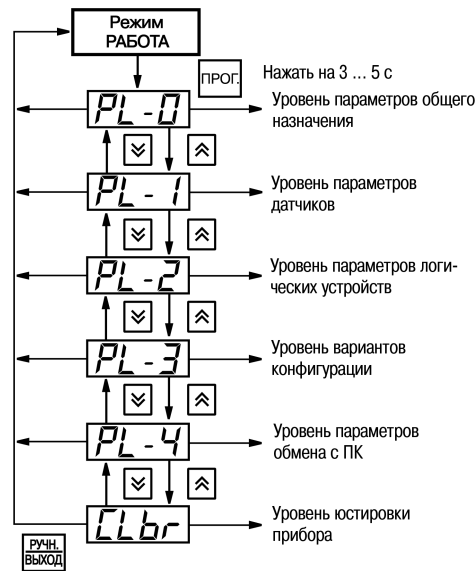 Режим
РАБОТА
ПРОГ.
Нажать на 3 ... 5 с
PL-0
Уровень параметров общего
назначения
PL-1
Уровень параметров
датчиков
PL-2
Уровень параметров логи-
ческих устройств
PL-3
Уровень вариантов
конфигурации
PL-4
Уровень параметров
обмена с ПК
CLbr
Уровень юстировки
прибора
РУЧН.
ВЫХОД